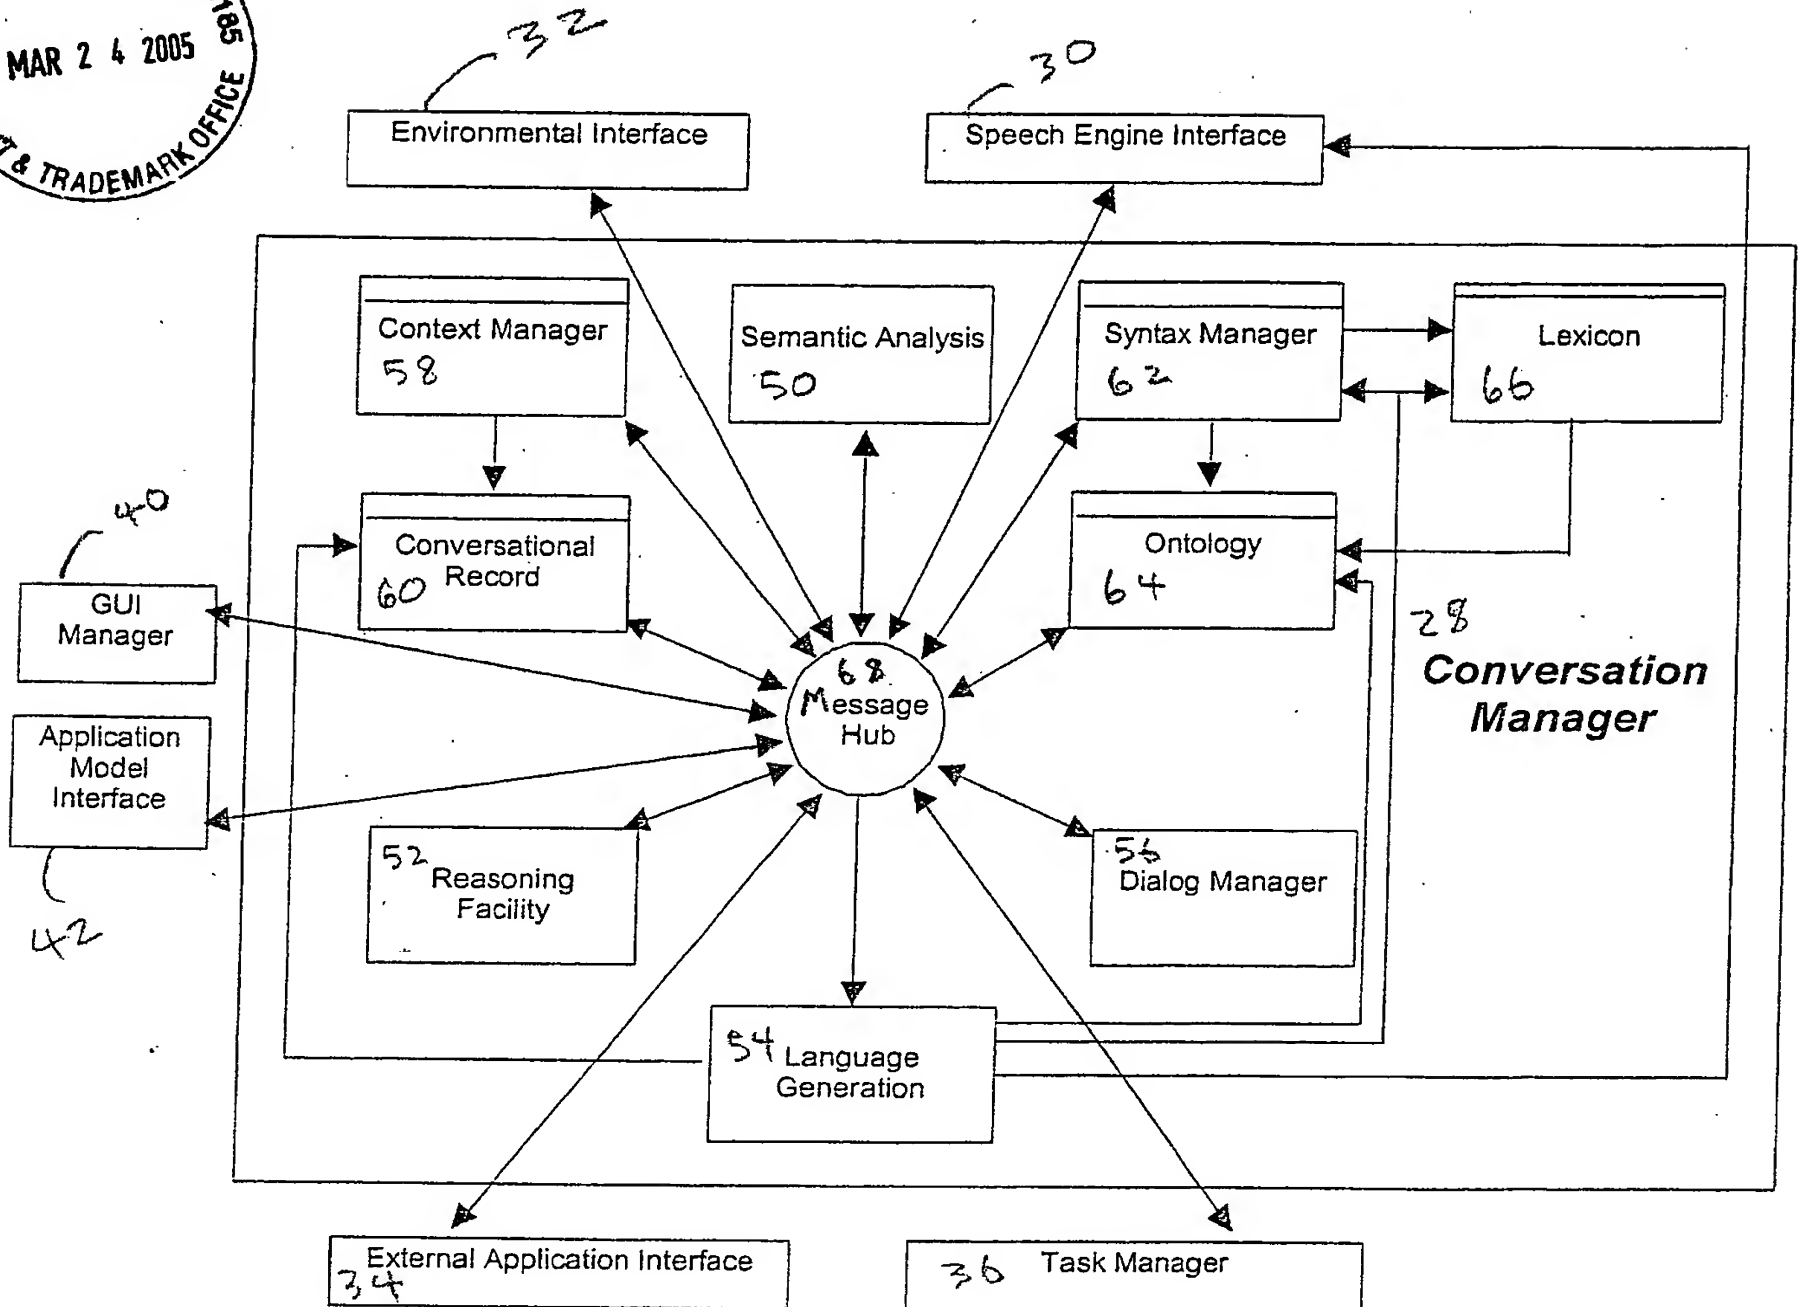 185
MAR 2 4 2005
T & TRADEMARK OFFICE
32
30
Environmental Interface
Speech Engine Interface
Context Manager
58
Semantic Analysis
50
Syntax Manager
62
Lexicon
66
40
Conversational
Record
60
Ontology
64
GUI
Manager
28
Conversation
Manager
68
Message
Hub
Application
Model
Interface
42
52
Reasoning
Facility
56
Dialog Manager
54
Language
Generation
External Application Interface
34
36
Task Manager